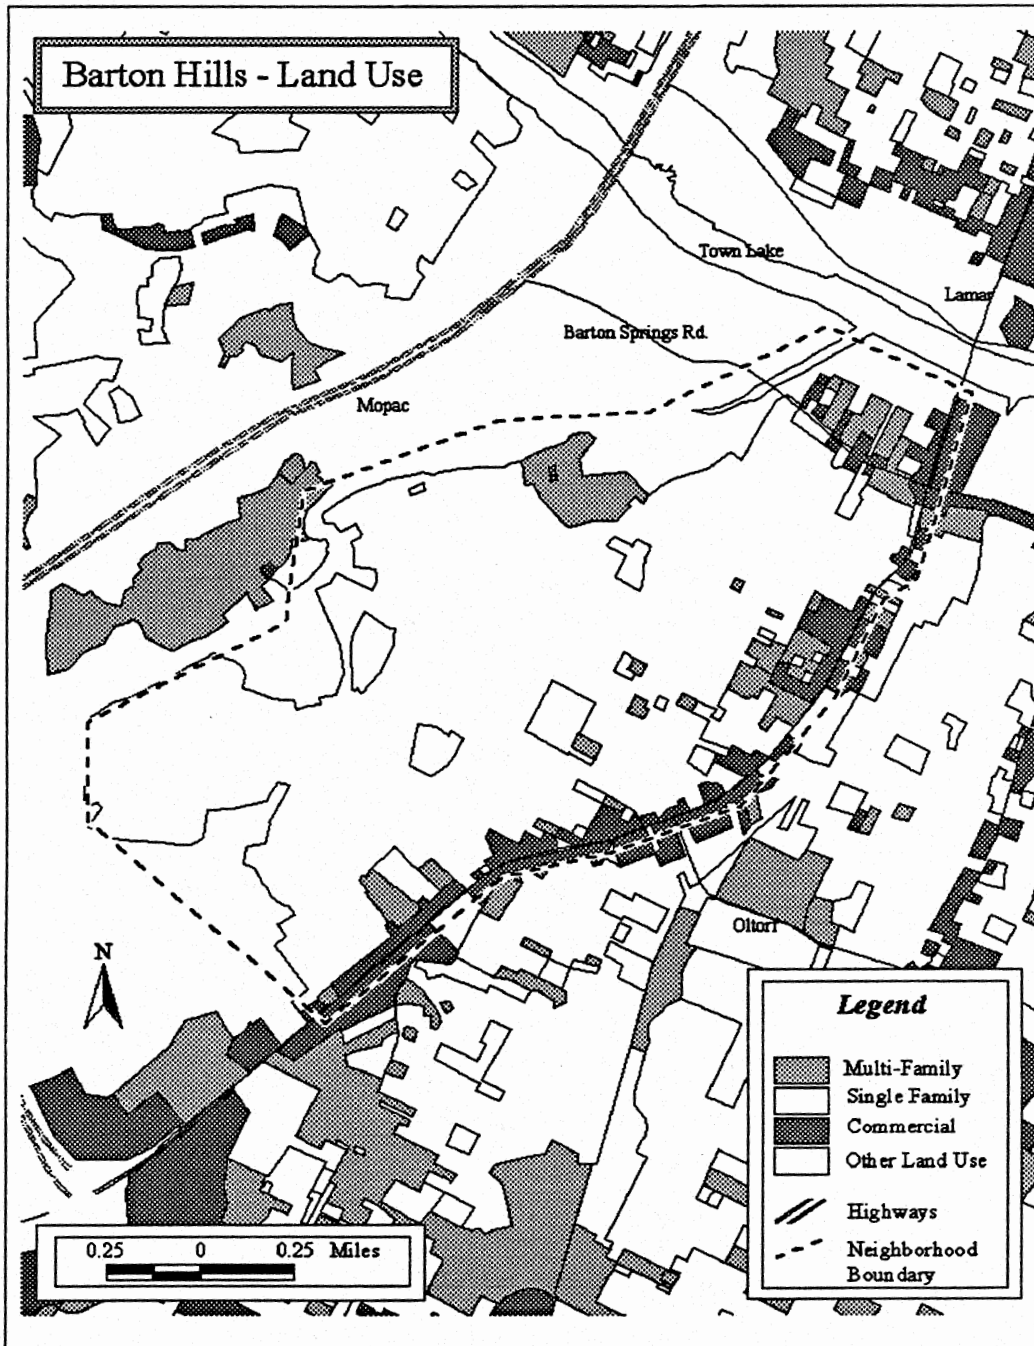 Barton Hills - Land Use
Town Lake
Lamar
Barton Springs Rd.
Mopac
Oltorf
N
Legend
Multi-Family
Single Family
Commercial
Other Land Use
Highways
Neighborhood
Boundary
0.25 0 0.25 Miles